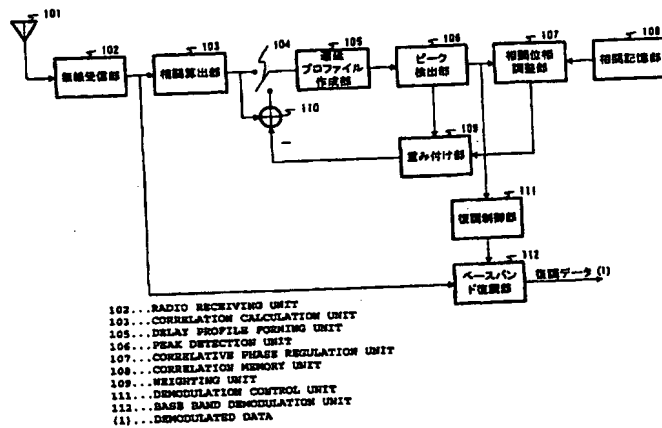 101
102
無線受信部
103
相関算出部
104
105
遅延
プロファイル
作成部
106
ピーク
検出部
107
相関位相
調整部
108
相関記憶部
110
−
109
重み付け部
111
復調制御部
112
ベースバン
ド復調部
復調データ (1)
102...RADIO RECEIVING UNIT
103...CORRELATION CALCULATION UNIT
105...DELAY PROFILE FORMING UNIT
106...PEAK DETECTION UNIT
107...CORRELATIVE PHASE REGULATION UNIT
108...CORRELATION MEMORY UNIT
109...WEIGHTING UNIT
111...DEMODULATION CONTROL UNIT
112...BASE BAND DEMODULATION UNIT
(1)...DEMODULATED DATA